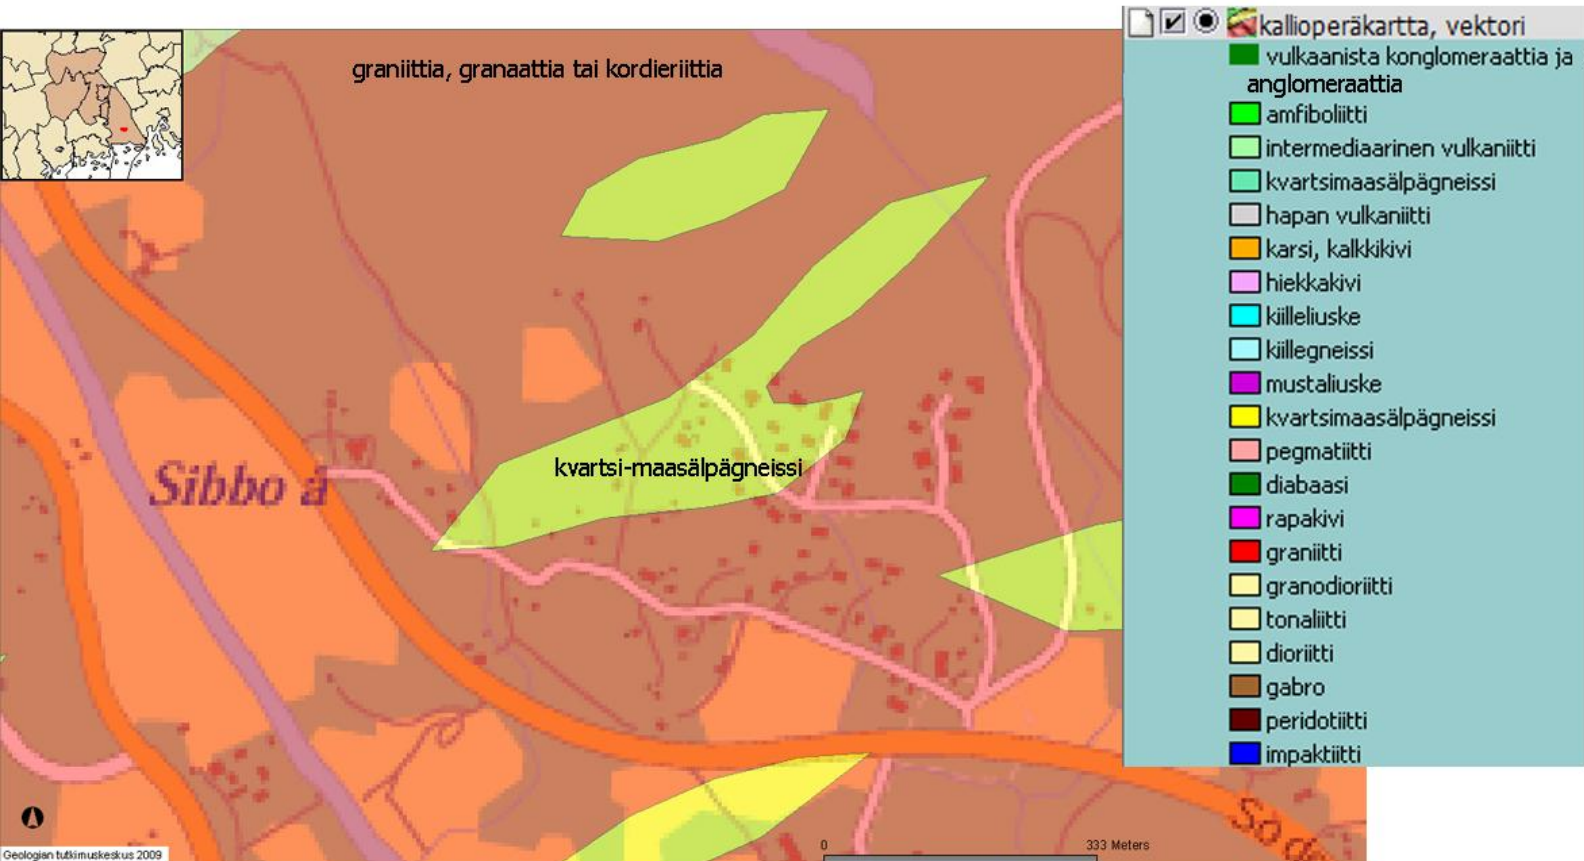 kallioperäkartta, vektori
vulkaanista konglomeraattia ja
anglomeraattia
amfiboliitti
intermediaarinen vulkaniitti
kvartsimaasälpägneissi
hapan vulkaniitti
karsi, kalkkikivi
hiekkakivi
kiilleliuske
kiillegneissi
mustaliuske
kvartsimaasälpägneissi
pegmatiitti
diabaasi
rapakivi
graniitti
granodioriitti
tonaliitti
dioriitti
gabro
peridotiitti
impaktiitti
graniittia, granaattia tai kordieriittia
kvartsi-maasälpägneissi
Sibbo å
0
333 Meters
Geologian tutkimuskeskus 2009